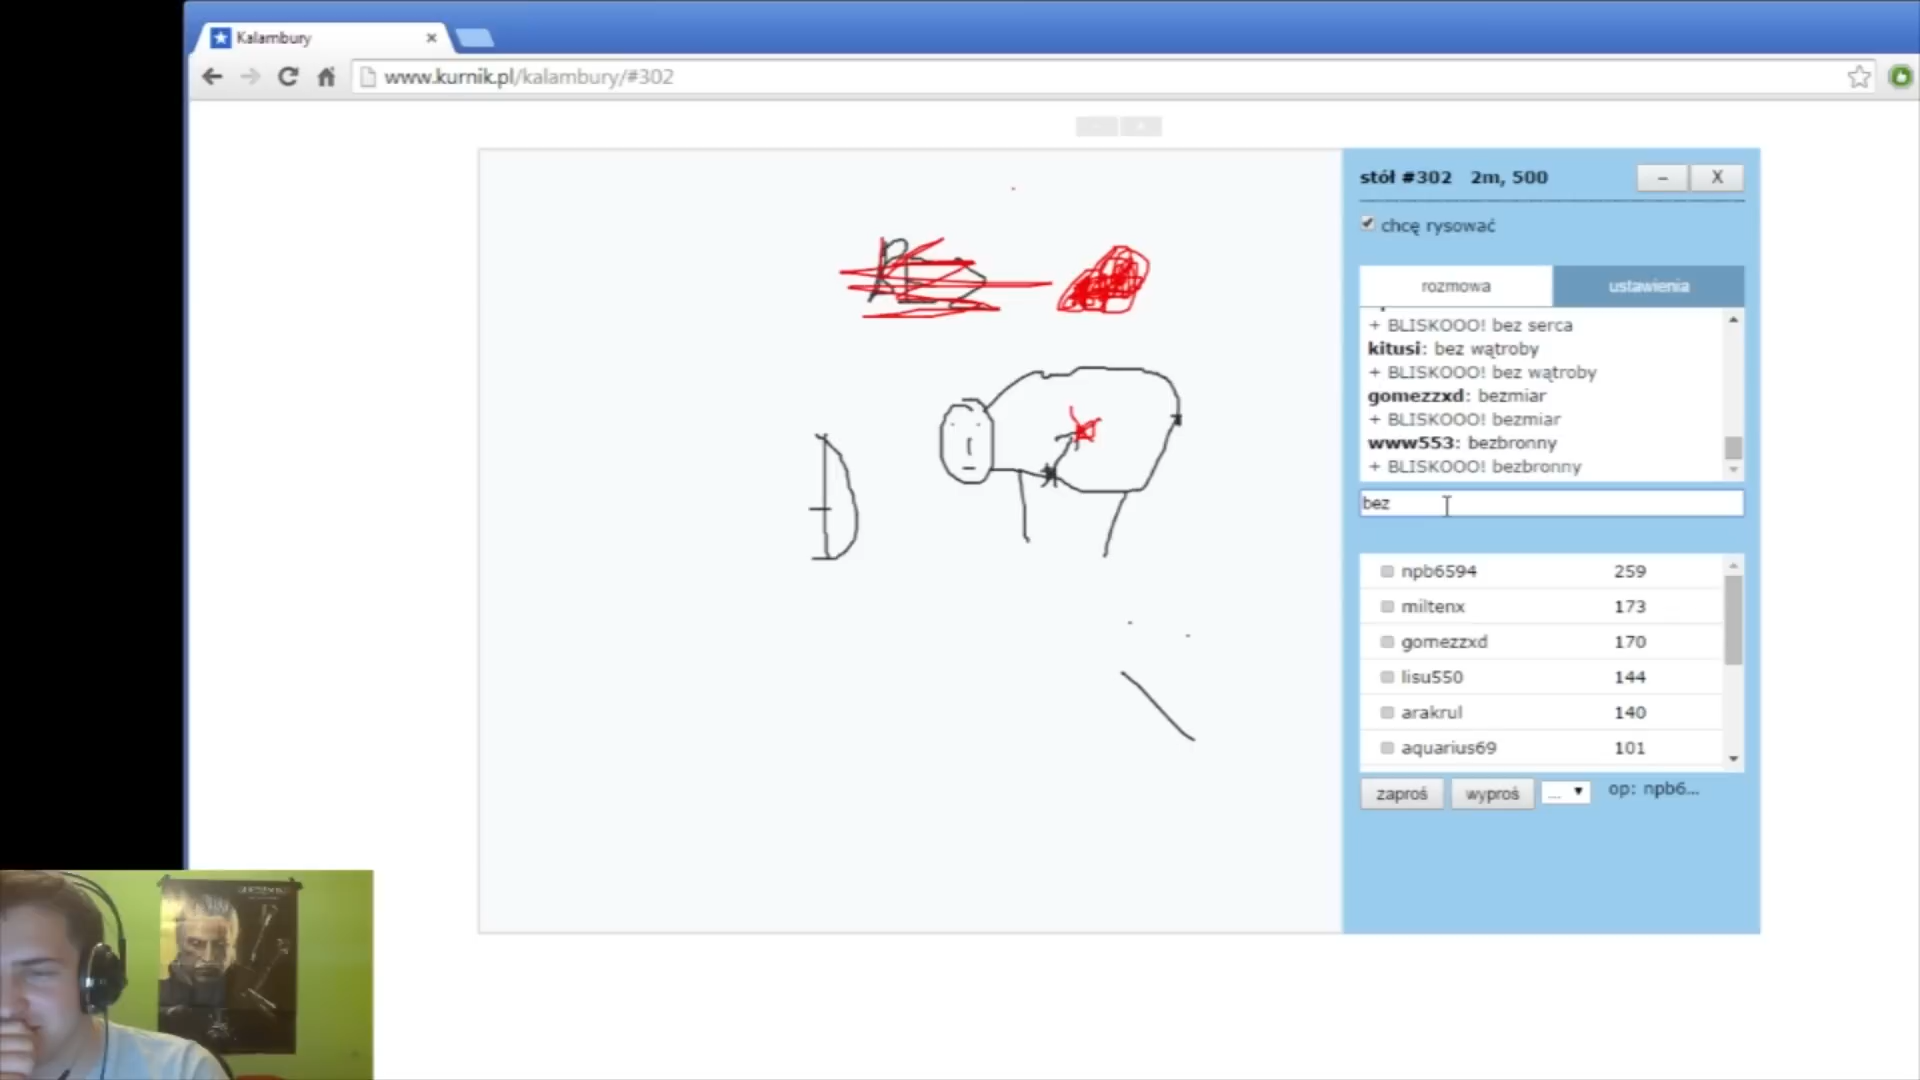 Kalambury
www.kurnik.pl/kalambury/#302
stół #302 2m, 500
– X
chcę rysować
rozmowa ustawienia
+ BLISKOOO! bez serca
kitusi: bez wątroby
+ BLISKOOO! bez wątroby
gomezzxd: bezmiar
+ BLISKOOO! bezmiar
www553: bezbronny
+ BLISKOOO! bezbronny
bez
npb6594 259
miltenx 173
gomezzxd 170
lisu550 144
arakrul 140
aquarius69 101
zaproś wyproś ... op: npb6...